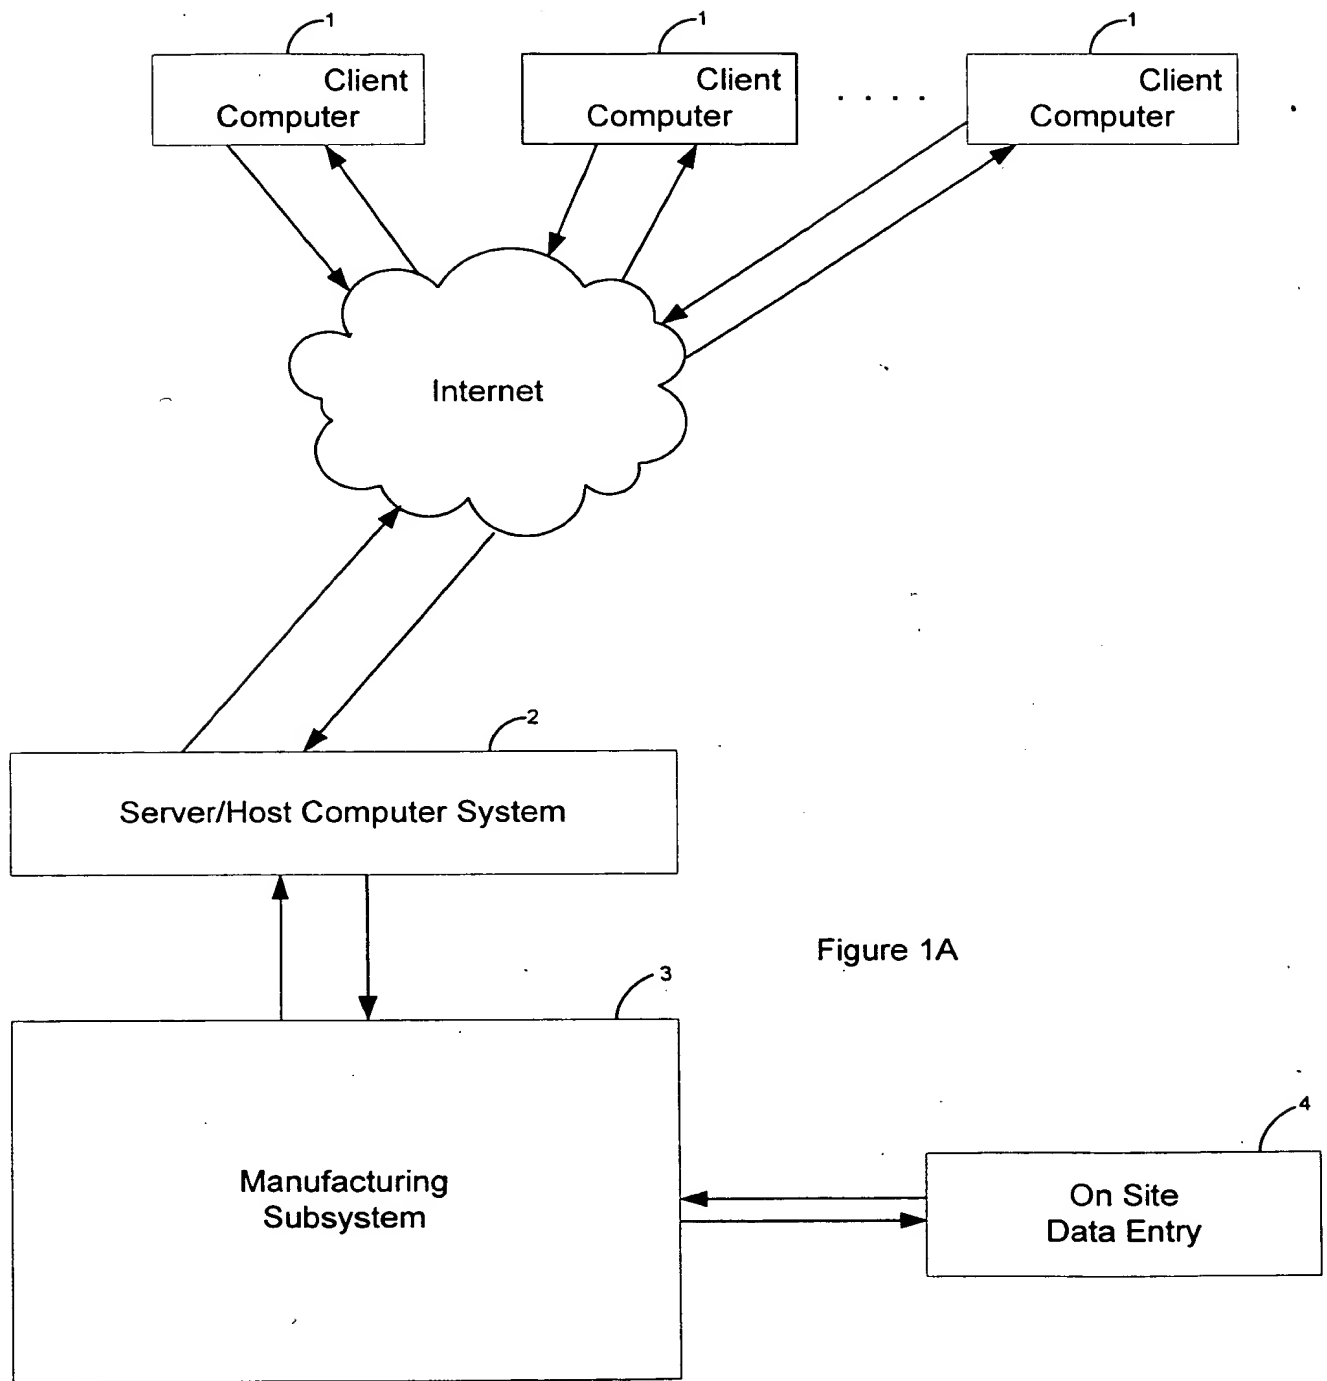 1
1
1
Client
Computer
Client
Computer
. . . .
Client
Computer
Internet
2
Server/Host Computer System
Figure 1A
3
Manufacturing
Subsystem
4
On Site
Data Entry